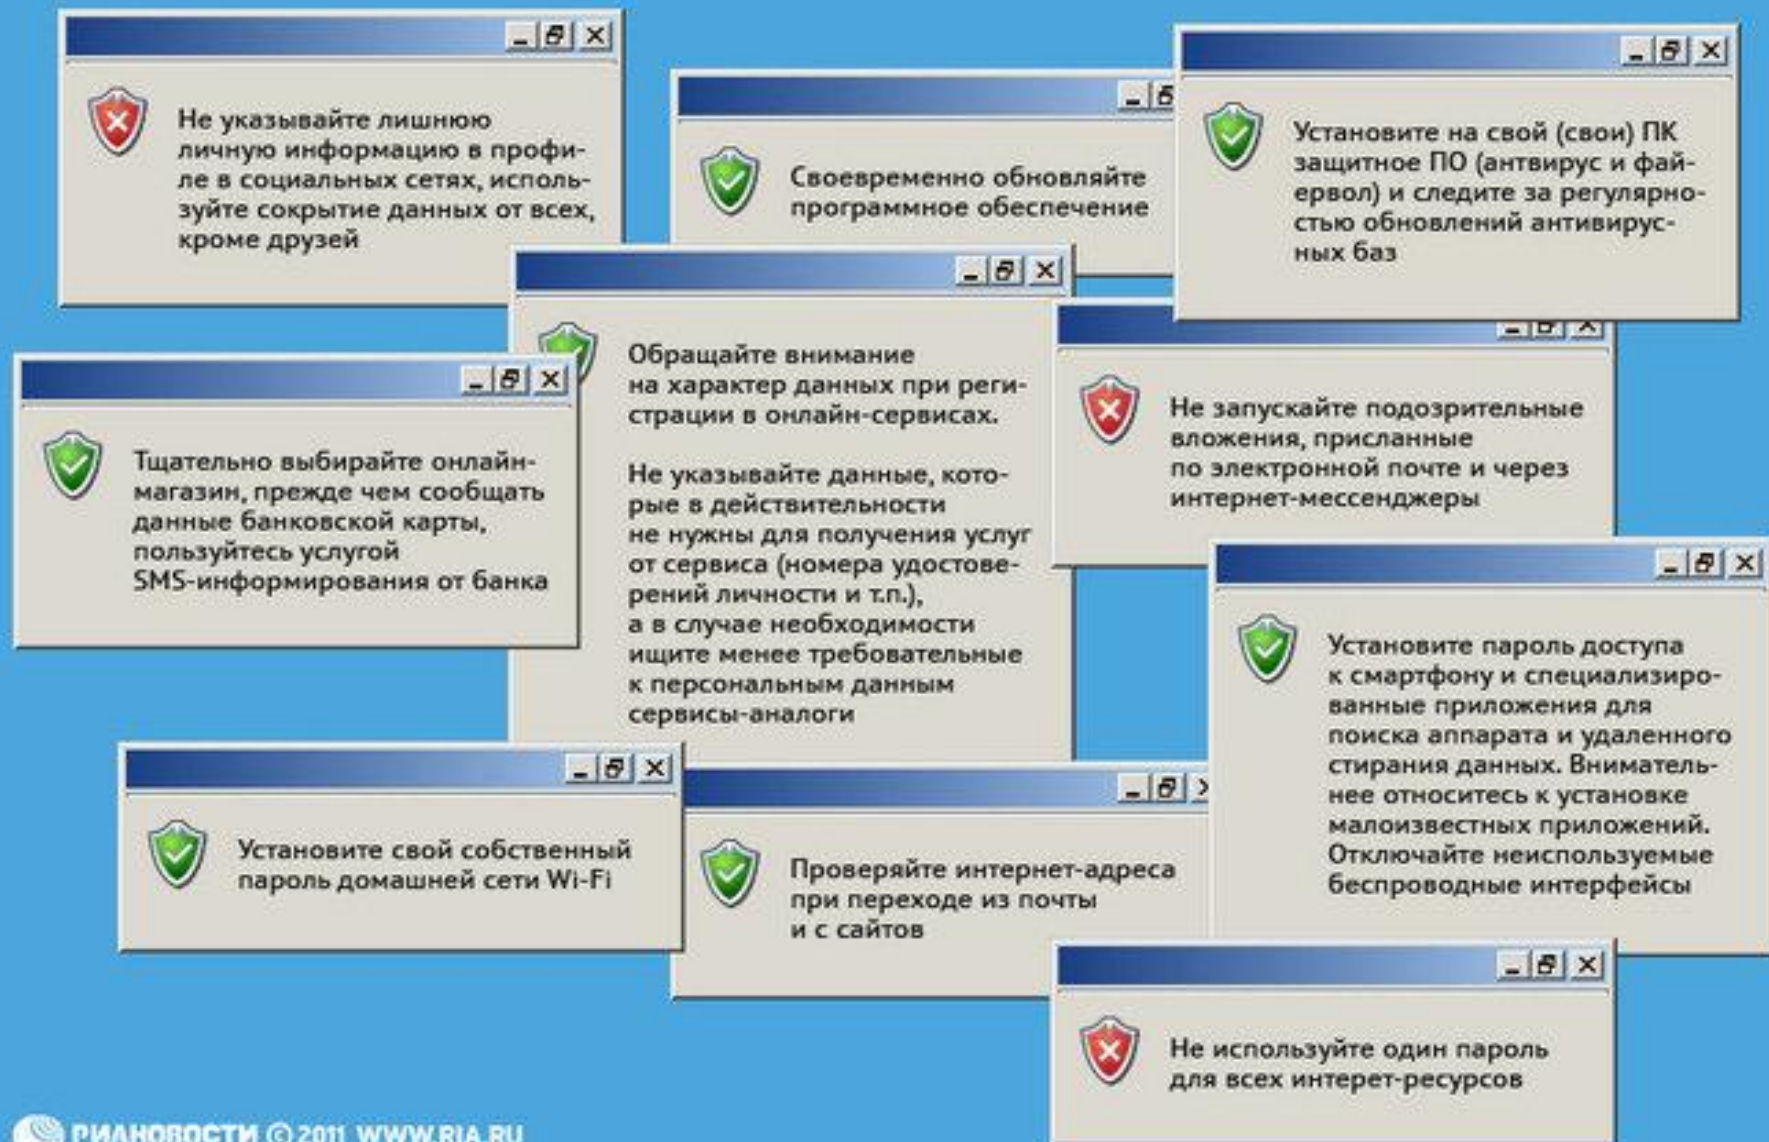 Не указывайте лишнюю
личную информацию в профи-
ле в социальных сетях, исполь-
зуйте сокрытие данных от всех,
кроме друзей
Своевременно обновляйте
программное обеспечение
Установите на свой (свои) ПК
защитное ПО (антвирус и фай-
ервол) и следите за регулярно-
стью обновлений антивирус-
ных баз
Тщательно выбирайте онлайн-
магазин, прежде чем сообщать
данные банковской карты,
пользуйтесь услугой
SMS-информирования от банка
Обращайте внимание
на характер данных при реги-
страции в онлайн-сервисах.
Не указывайте данные, кото-
рые в действительности
не нужны для получения услуг
от сервиса (номера удостове-
рений личности и т.п.),
а в случае необходимости
ищите менее требовательные
к персональным данным
сервисы-аналоги
Не запускайте подозрительные
вложения, присланные
по электронной почте и через
интернет-мессенджеры
Установите пароль доступа
к смартфону и специализиро-
ванные приложения для
поиска аппарата и удаленного
стирания данных. Вниматель-
нее относитесь к установке
малоизвестных приложений.
Отключайте неиспользуемые
беспроводные интерфейсы
Установите свой собственный
пароль домашней сети Wi-Fi
Проверяйте интернет-адреса
при переходе из почты
и с сайтов
Не используйте один пароль
для всех интерет-ресурсов
РИАНОВОСТИ © 2011 WWW.RIA.RU